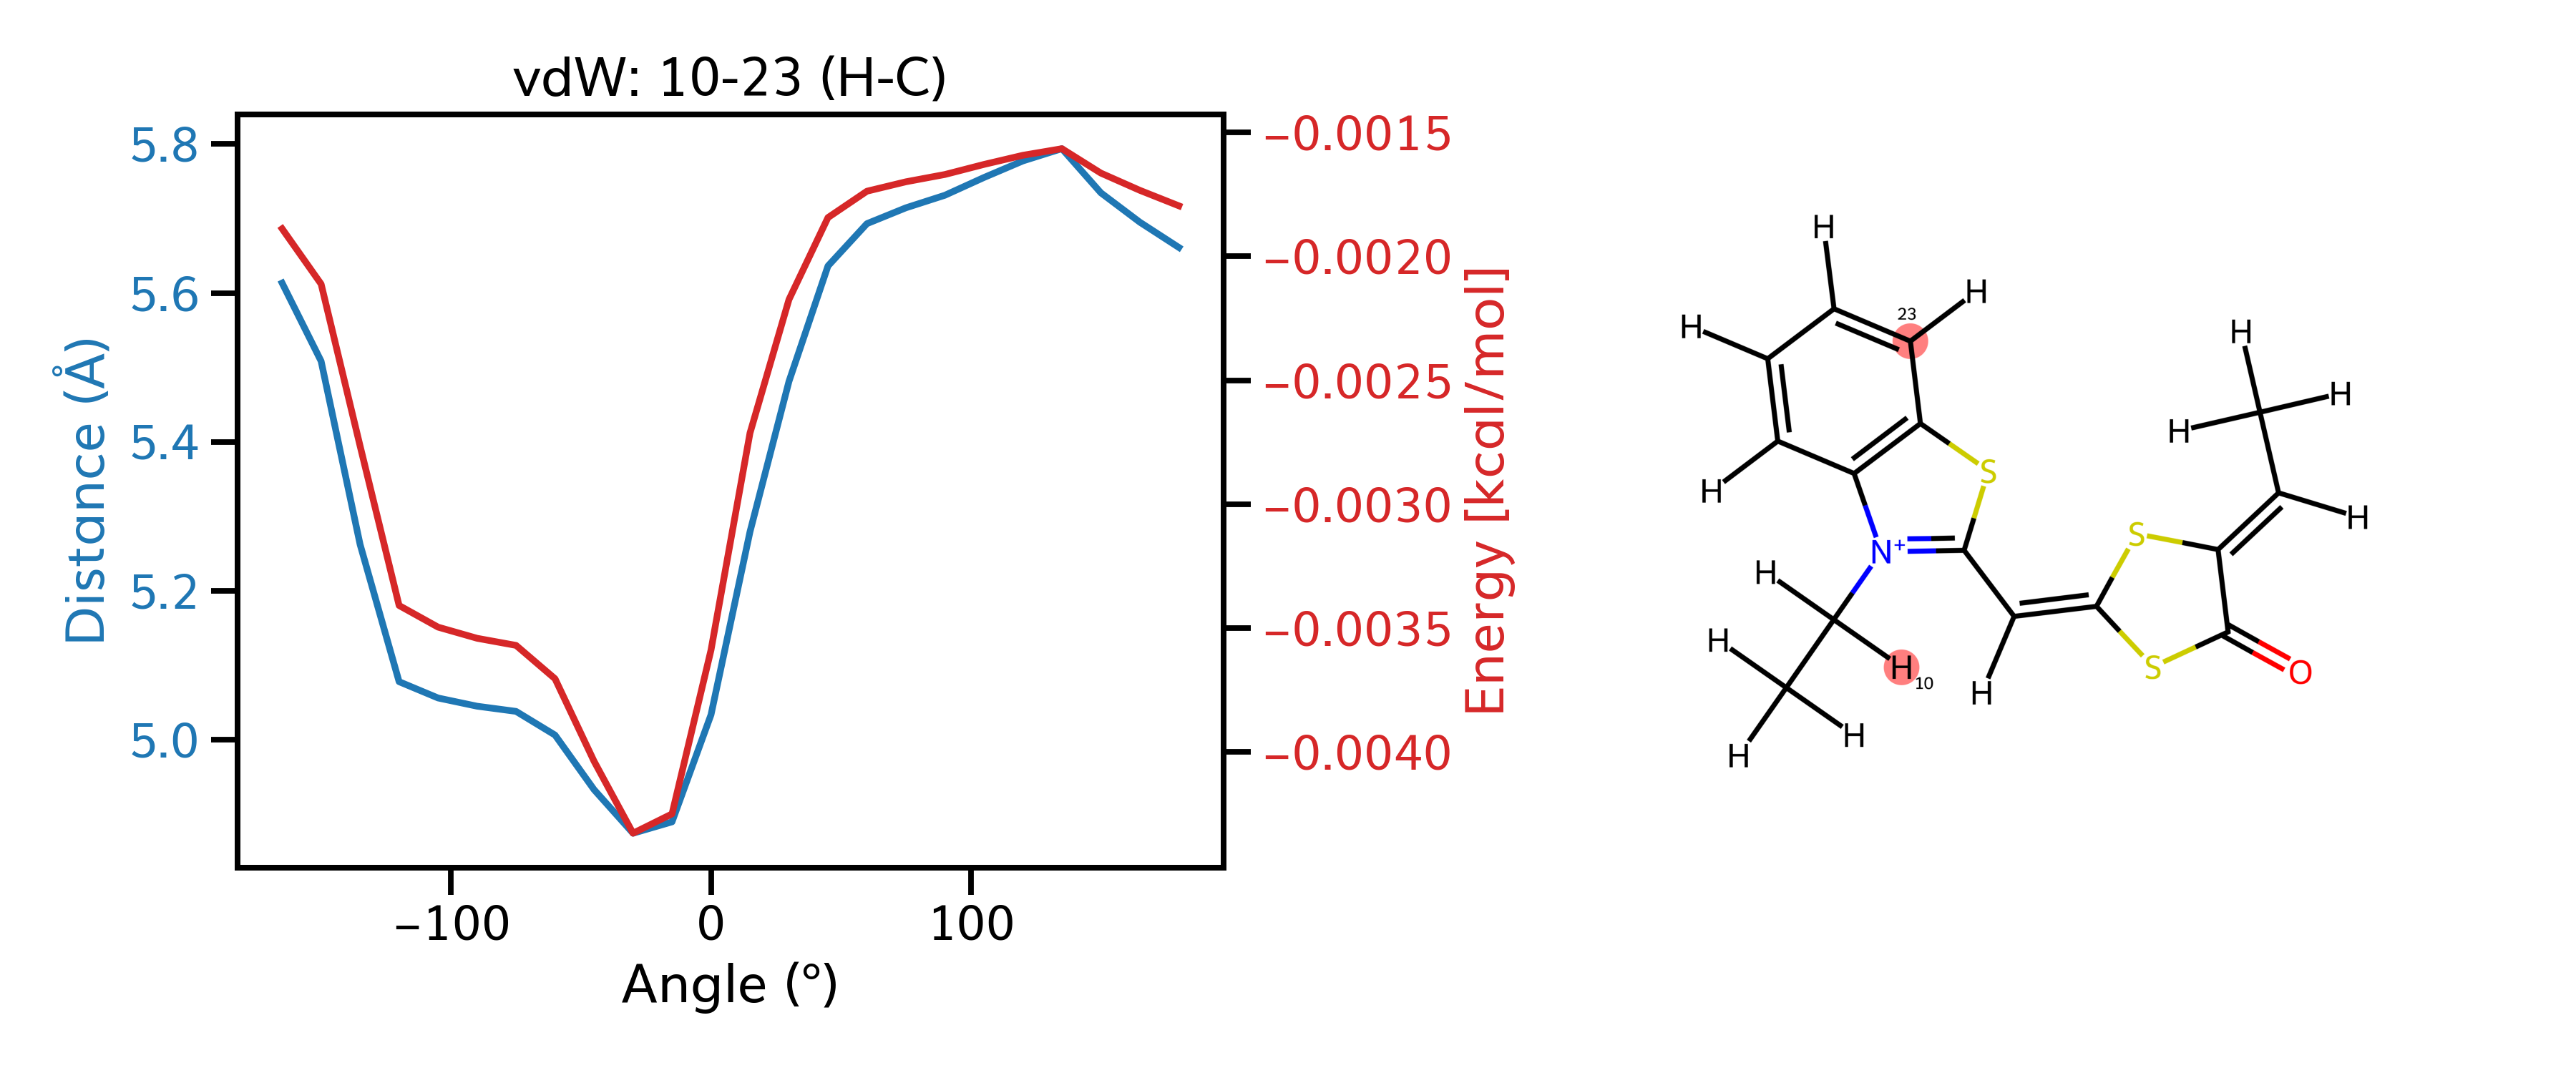 vdW: 10-23 (H-C)
5.8
5.6
5.4
5.2
5.0
Distance (Å)
−0.0015
−0.0020
−0.0025
−0.0030
−0.0035
−0.0040
Energy [kcal/mol]
−100
0
100
Angle (°)
H
H
23
H
H
H
H
H
S
H
S
H
N⁺
H
S
O
H
H
10
H
H
H